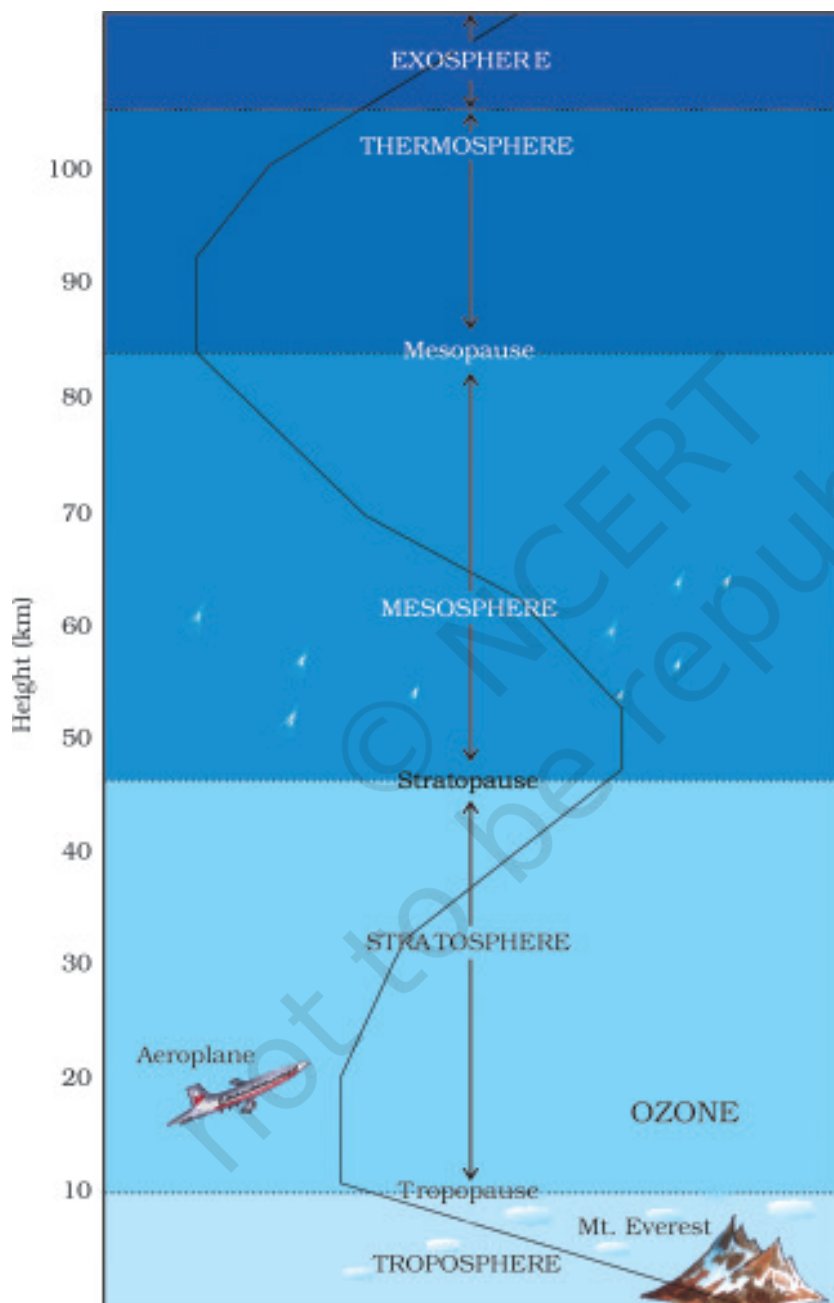 EXOSPHERE
THERMOSPHERE
100
90
Mesopause
80
70
MESOSPHERE
60
Height (km)
50
Stratopause
40
STRATOSPHERE
30
Aeroplane
20
OZONE
10
Tropopause
Mt. Everest
TROPOSPHERE
© NCERT
not to be republ